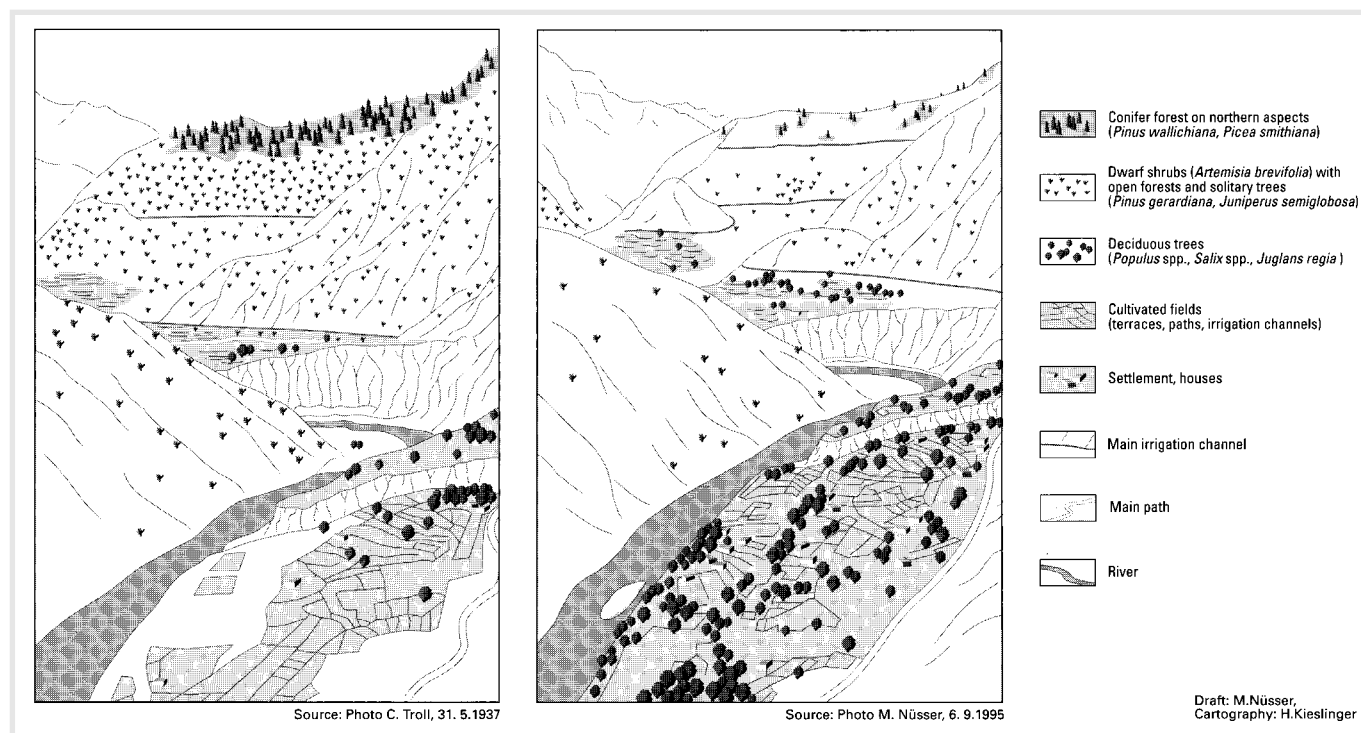 Source: Photo C. Troll, 31. 5.1937
Source: Photo M. Nüsser, 6. 9.1995
Conifer forest on northern aspects
(Pinus wallichiana, Picea smithiana)
Dwarf shrubs (Artemisia brevifolia) with
open forests and solitary trees
(Pinus gerardiana, Juniperus semiglobosa)
Deciduous trees
(Populus spp., Salix spp., Juglans regia )
Cultivated fields
(terraces, paths, irrigation channels)
Settlement, houses
Main irrigation channel
Main path
River
Draft: M.Nüsser,
Cartography: H.Kieslinger